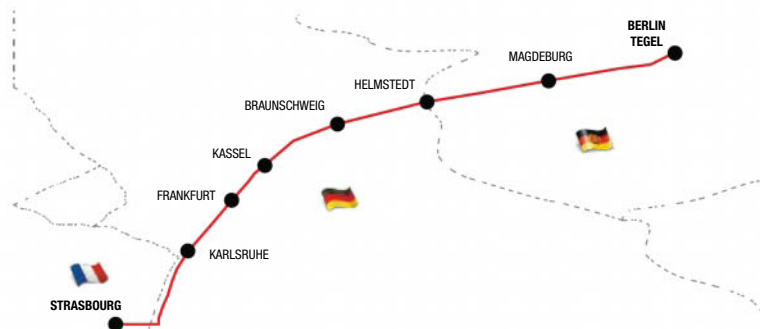 BERLIN
TEGEL
MAGDEBURG
HELMSTEDT
BRAUNSCHWEIG
KASSEL
FRANKFURT
KARLSRUHE
STRASBOURG